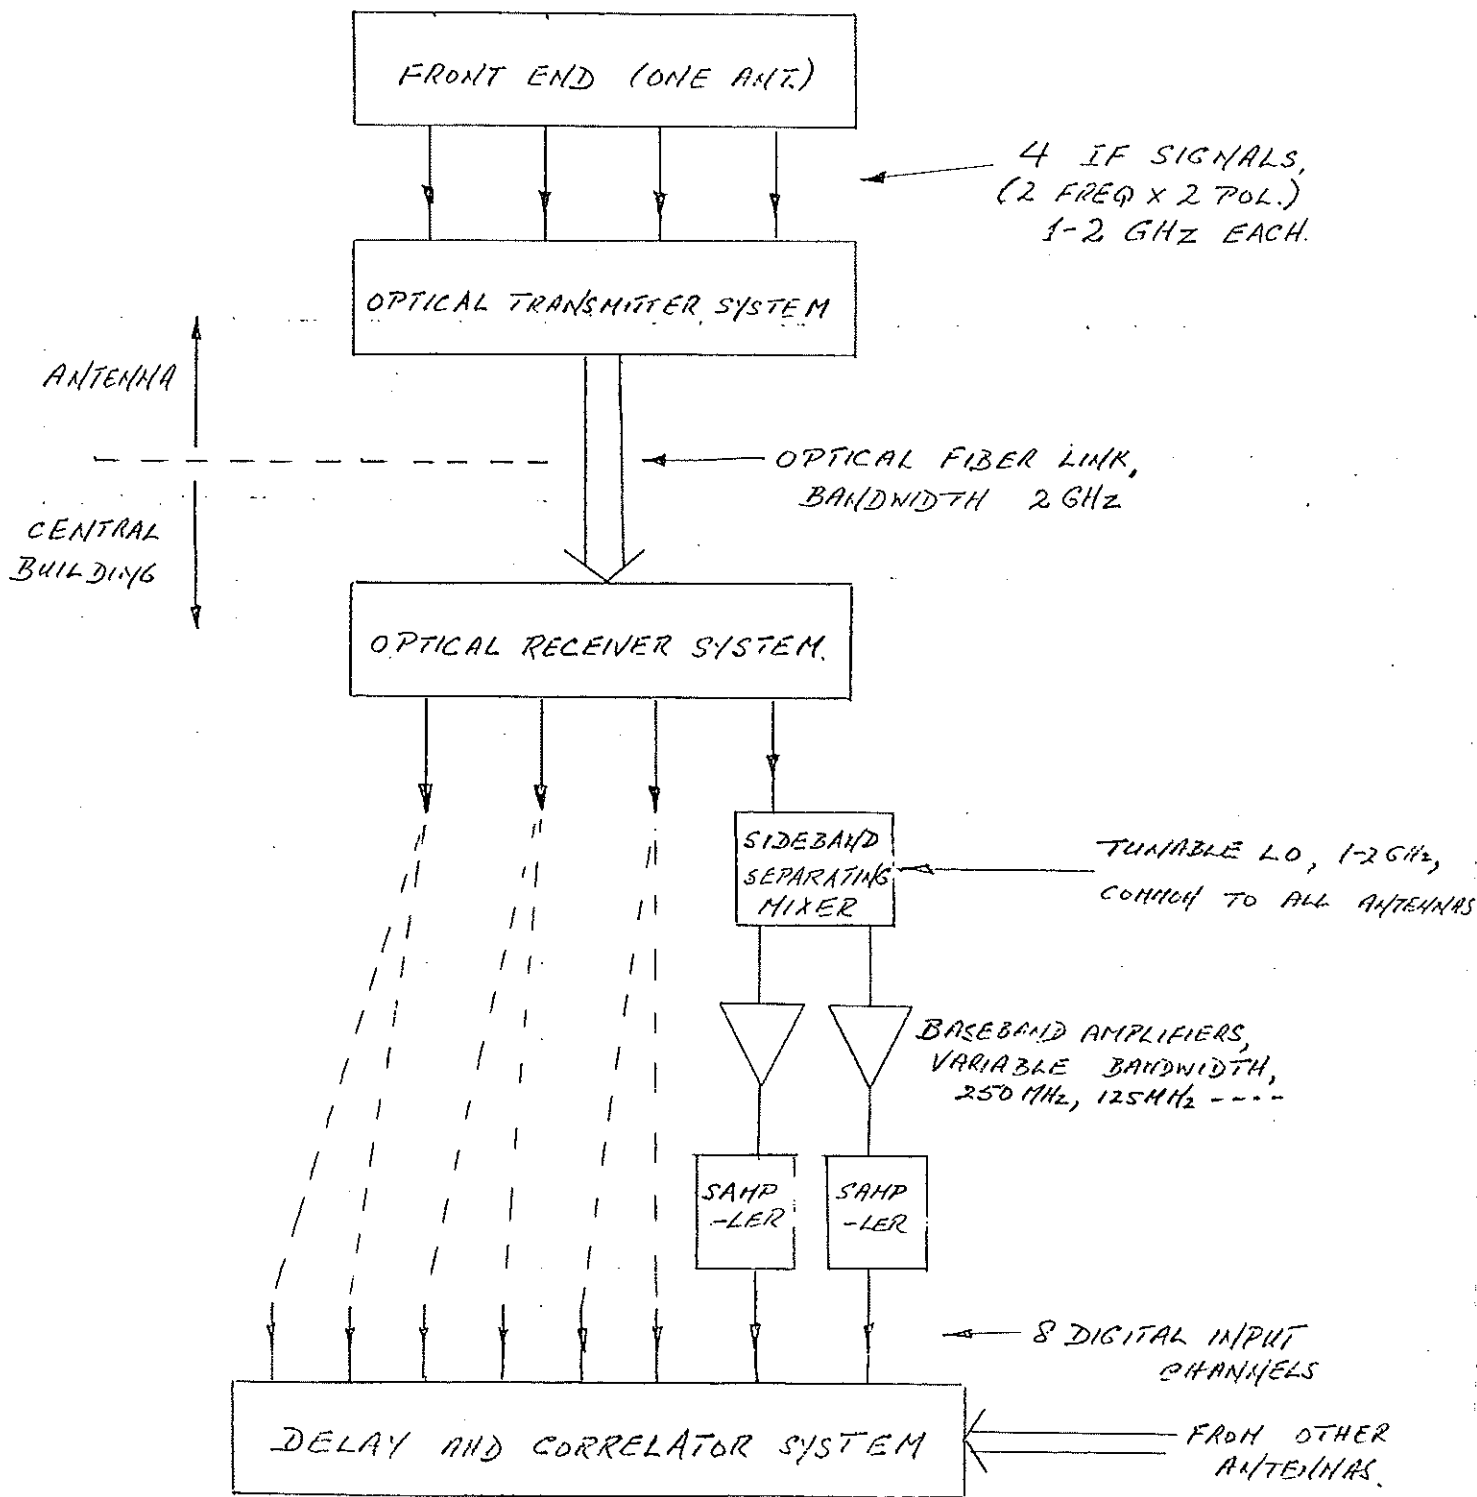 FRONT END (ONE ANT.)
4 IF SIGNALS,
(2 FREQ X 2 POL.)
1-2 GHz EACH.
OPTICAL TRANSMITTER SYSTEM
ANTENNA
OPTICAL FIBER LINK,
BANDWIDTH 2 GHz
CENTRAL
BUILDING
OPTICAL RECEIVER SYSTEM.
SIDEBAND
SEPARATING
MIXER
TUNABLE LO, 1-2 GHz,
COMMON TO ALL ANTENNAS
BASEBAND AMPLIFIERS,
VARIABLE BANDWIDTH,
250 MHz, 125 MHz ----
SAMP
-LER
SAMP
-LER
8 DIGITAL INPUT
CHANNELS
DELAY AND CORRELATOR SYSTEM
FROM OTHER
ANTENNAS.